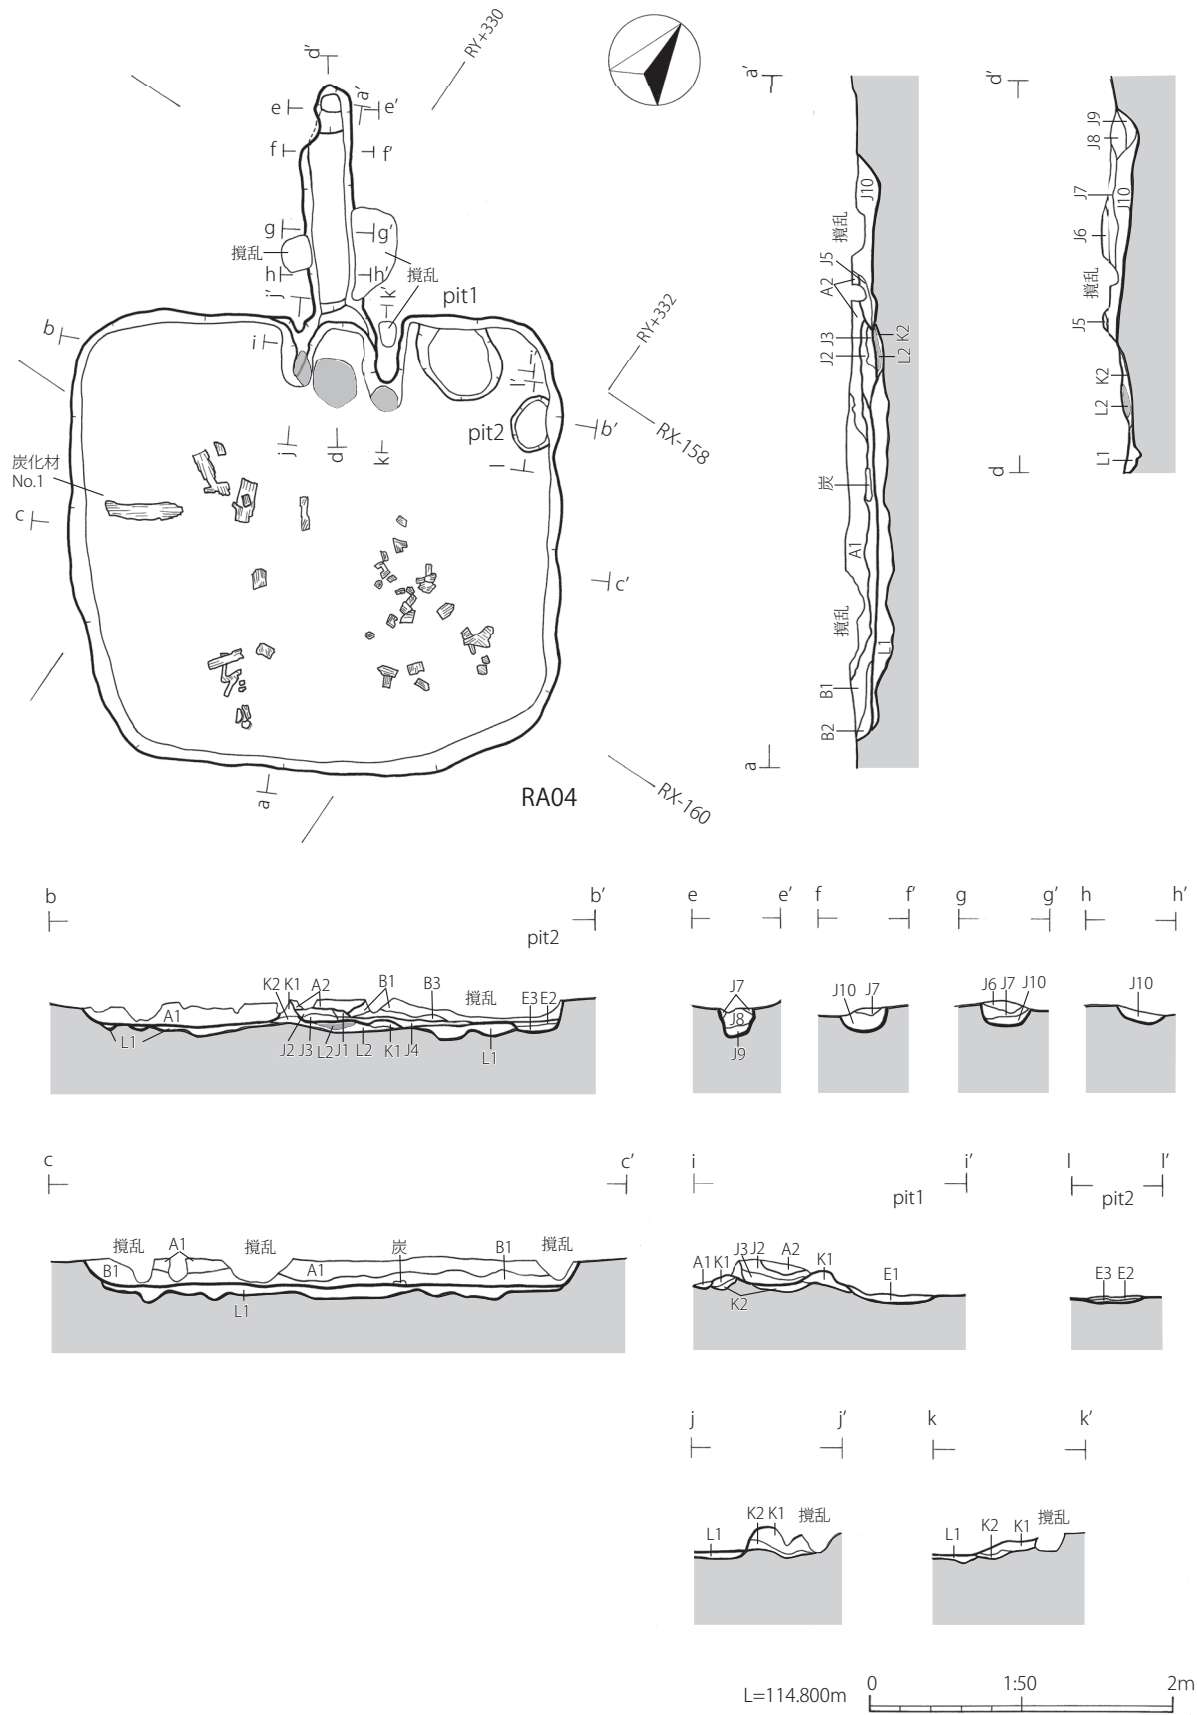 d'
RY+330
a'
e
e'
f
f'
g
g'
撹乱
h
h'
撹乱
j'
k'
pit1
b
i
i'
l'
RY+332
pit2
b'
j
d
k
l
RX-158
炭化材
No.1
c
c'
a
RA04
RX-160
a'
J10
撹乱
J5
A2
J3
J2
K2
L2
炭
A1
撹乱
L1
B1
B2
a
d'
J9
J8
J7
J10
J6
撹乱
J5
K2
L2
L1
d
b
b'
pit2
K2 K1 A2 B1 B3 撹乱 E3 E2
A1
L1 J2 J3 L2 J1 L2 K1 J4 L1
e e'
J7
J8
J9
f f'
J10 J7
g g'
J6 J7 J10
h h'
J10
c c'
撹乱 A1 撹乱 炭 B1 撹乱
B1 A1
L1
i i'
pit1
A1 K1 J3 J2 A2 K1 E1
K2
l l'
pit2
E3 E2
j j'
K2 K1 撹乱
L1
k k'
L1 K2 K1 撹乱
L=114.800m
0 1:50 2m